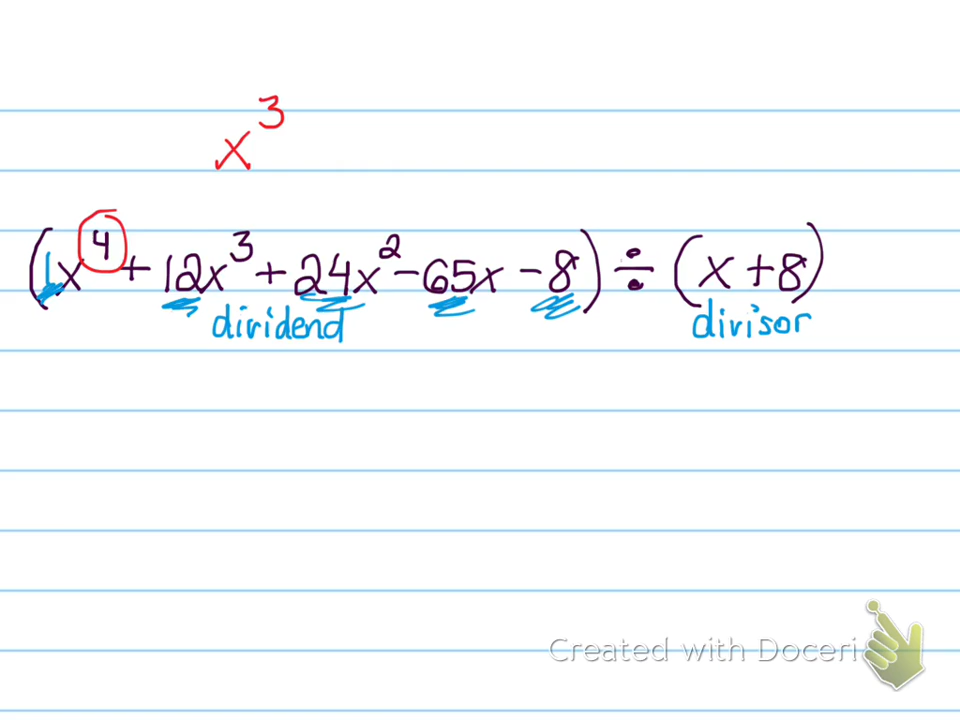 x³
(1x⁴ + 12x³ + 24x² - 65x - 8) ÷ (x + 8)
dividend divisor
Created with Doceri